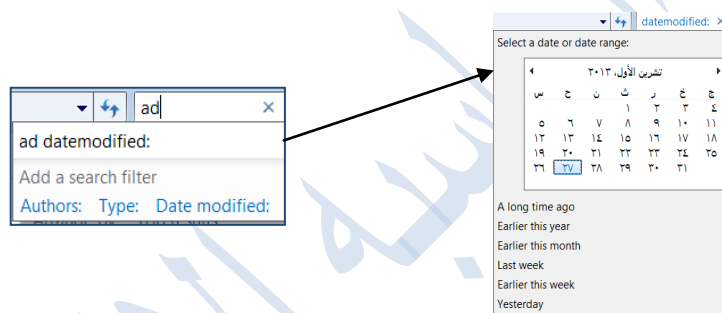 datemodified: ×
Select a date or date range:
تشرين الأول، ٢٠١٣
س ح ن ث ر خ ج
١ ٢ ٣ ٤
٥ ٦ ٧ ٨ ٩ ١٠ ١١
١٢ ١٣ ١٤ ١٥ ١٦ ١٧ ١٨
١٩ ٢٠ ٢١ ٢٢ ٢٣ ٢٤ ٢٥
٢٦ ٢٧ ٢٨ ٢٩ ٣٠ ٣١
A long time ago
Earlier this year
Earlier this month
Last week
Earlier this week
Yesterday
ad ×
ad datemodified:
Add a search filter
Authors: Type: Date modified: